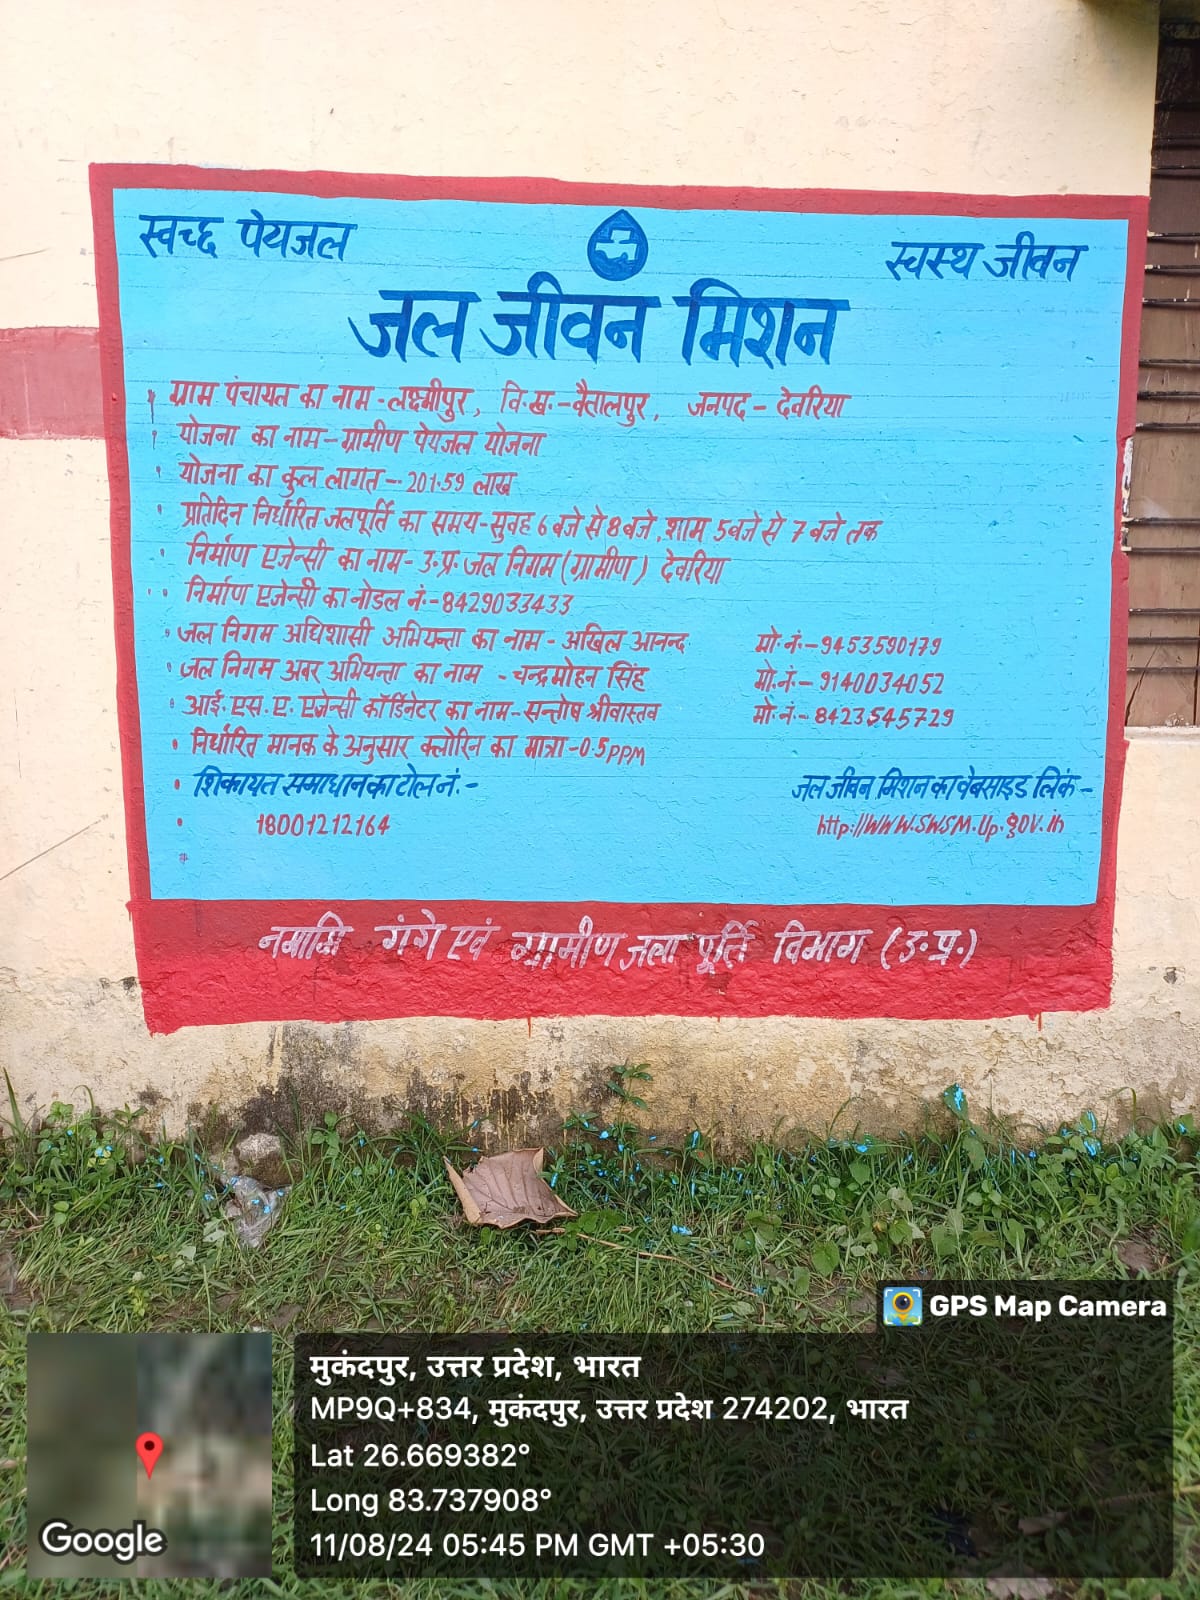 स्वच्छ पेयजल
स्वस्थ जीवन
जल जीवन मिशन
ग्राम पंचायत का नाम - लक्ष्मीपुर, वि.ख.-बैतालपुर, जनपद - देवरिया
योजना का नाम - ग्रामीण पेयजल योजना
योजना का कुल लागत - 201.59 लाख
प्रतिदिन निर्धारित जलपूर्ति का समय - सुबह 6 बजे से 8 बजे, शाम 5 बजे से 7 बजे तक
निर्माण एजेन्सी का नाम - उ.प्र. जल निगम (ग्रामीण) देवरिया
निर्माण एजेन्सी का नोडल नं.-8429033433
जल निगम अधिशासी अभियन्ता का नाम - अखिल आनन्द मो.नं.-9453590179
जल निगम अवर अभियन्ता का नाम - चन्द्रमोहन सिंह मो.नं.-9140034052
आई.एस.ए. एजेन्सी कॉर्डिनेटर का नाम - सन्तोष श्रीवास्तव मो.नं.-8423545729
निर्धारित मानक के अनुसार क्लोरिन का मात्रा - 0.5 PPM
शिकायत समाधान का टोल नं.-
18001212164
जल जीवन मिशन का वेबसाइड लिंक -
http://www.swsm.up.gov.in
नमामि गंगे एवं ग्रामीण जला पूर्ति विभाग (उ.प्र.)
GPS Map Camera
मुकंदपुर, उत्तर प्रदेश, भारत
MP9Q+834, मुकंदपुर, उत्तर प्रदेश 274202, भारत
Lat 26.669382°
Long 83.737908°
11/08/24 05:45 PM GMT +05:30
Google